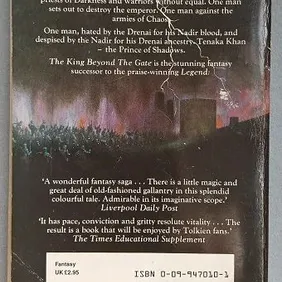 priests of Darkness and warriors without equal. One man
sets out to destroy the emperor. One man against the
armies of Chaos.
One man, hated by the Drenai for his Nadir blood, and
despised by the Nadir for his Drenai ancestry. Tenaka Khan
– the Prince of Shadows.
The King Beyond The Gate is the stunning fantasy
successor to the praise-winning Legend.
‘A wonderful fantasy saga . . . There is a little magic and
great deal of old-fashioned gallantry in this splendid
colourful tale. Admirable in its imaginative scope.’
Liverpool Daily Post
‘It has pace, conviction and gritty resolute vitality . . . The
result is a book that will be enjoyed by Tolkien fans.’
The Times Educational Supplement
Fantasy
UK £2.95
ISBN 0-09-947010-1